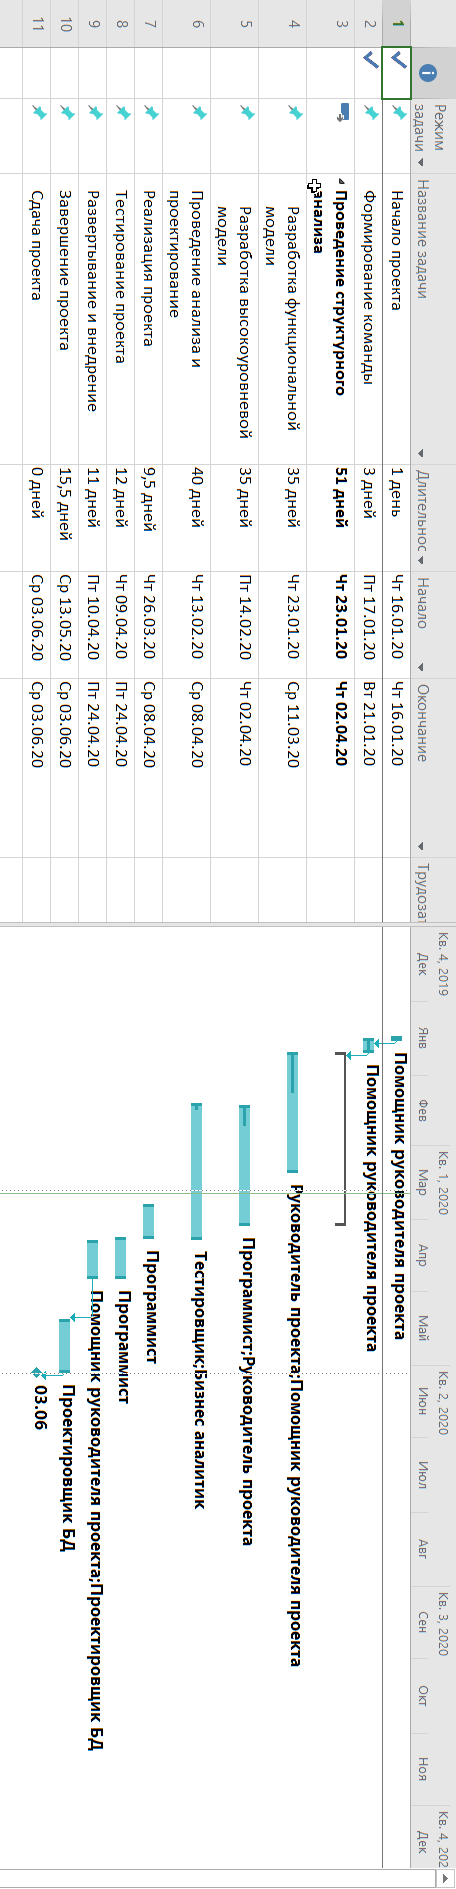 Режим задачи Название задачи Длительнос Начало Окончание Трудозат
1 Начало проекта 1 день Чт 16.01.20 Чт 16.01.20
2 Формирование команды 3 дней Пт 17.01.20 Вт 21.01.20
3 Проведение структурного анализа 51 дней Чт 23.01.20 Чт 02.04.20
4 Разработка функциональной модели 35 дней Чт 23.01.20 Ср 11.03.20
5 Разработка высокоуровневой модели 35 дней Пт 14.02.20 Чт 02.04.20
6 Проведение анализа и проектирование 40 дней Чт 13.02.20 Ср 08.04.20
7 Реализация проекта 9,5 дней Чт 26.03.20 Ср 08.04.20
8 Тестирование проекта 12 дней Чт 09.04.20 Пт 24.04.20
9 Развертывание и внедрение 11 дней Пт 10.04.20 Пт 24.04.20
10 Завершение проекта 15,5 дней Ср 13.05.20 Ср 03.06.20
11 Сдача проекта 0 дней Ср 03.06.20 Ср 03.06.20
Кв. 4, 2019 Кв. 1, 2020 Кв. 2, 2020 Кв. 3, 2020 Кв. 4, 202
Дек Янв Фев Мар Апр Май Июн Июл Авг Сен Окт Ноя Дек
Помощник руководителя проекта
Помощник руководителя проекта
Руководитель проекта;Помощник руководителя проекта
Программист;Руководитель проекта
Тестировщик;Бизнес аналитик
Программист
Программист
Помощник руководителя проекта;Проектировщик БД
Проектировщик БД
03.06